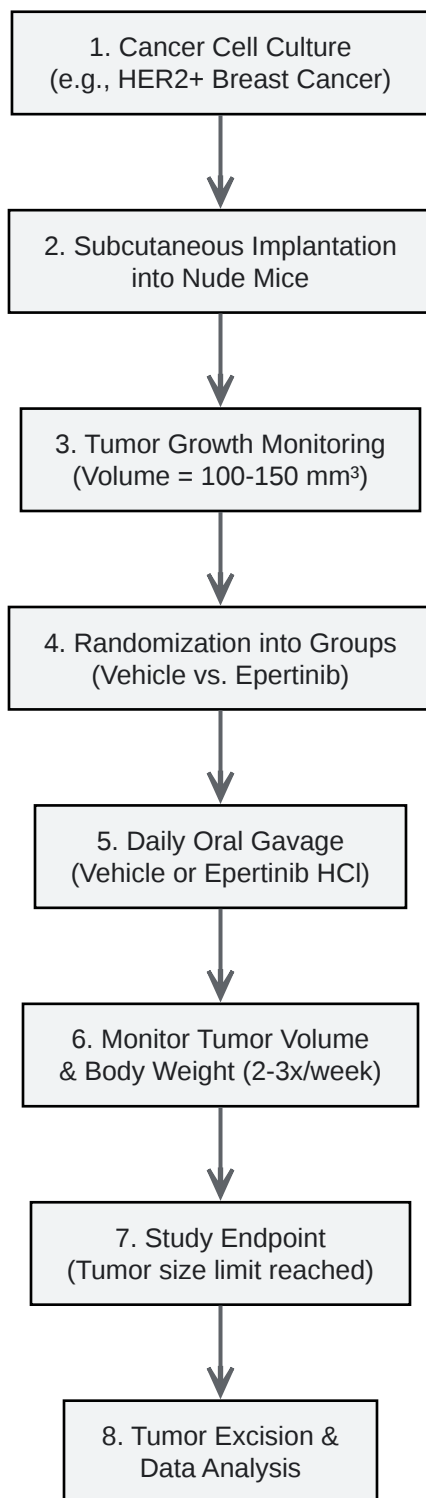 1. Cancer Cell Culture
(e.g., HER2+ Breast Cancer)
2. Subcutaneous Implantation
into Nude Mice
3. Tumor Growth Monitoring
(Volume = 100-150 mm³)
4. Randomization into Groups
(Vehicle vs. Epertinib)
5. Daily Oral Gavage
(Vehicle or Epertinib HCl)
6. Monitor Tumor Volume
& Body Weight (2-3x/week)
7. Study Endpoint
(Tumor size limit reached)
8. Tumor Excision &
Data Analysis